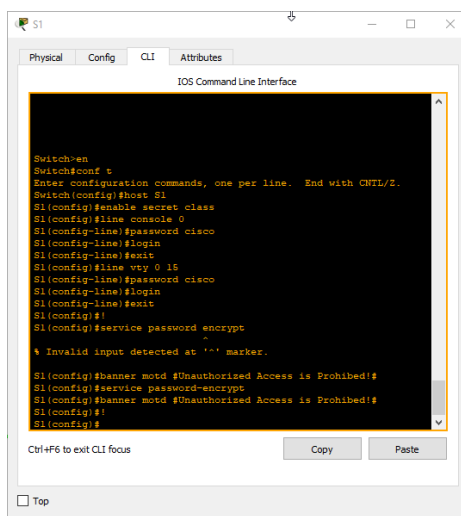 S1
Physical Config CLI Attributes
IOS Command Line Interface
Switch>en
Switch#conf t
Enter configuration commands, one per line. End with CNTL/Z.
Switch(config)#host S1
S1(config)#enable secret class
S1(config)#line console 0
S1(config-line)#password cisco
S1(config-line)#login
S1(config-line)#exit
S1(config)#line vty 0 15
S1(config-line)#password cisco
S1(config-line)#login
S1(config-line)#exit
S1(config)#!
S1(config)#service password encrypt
^
% Invalid input detected at '^' marker.
S1(config)#banner motd #Unauthorized Access is Prohibed!#
S1(config)#service password-encrypt
S1(config)#banner motd #Unauthorized Access is Prohibed!#
S1(config)#!
S1(config)#
Ctrl+F6 to exit CLI focus Copy Paste
Top